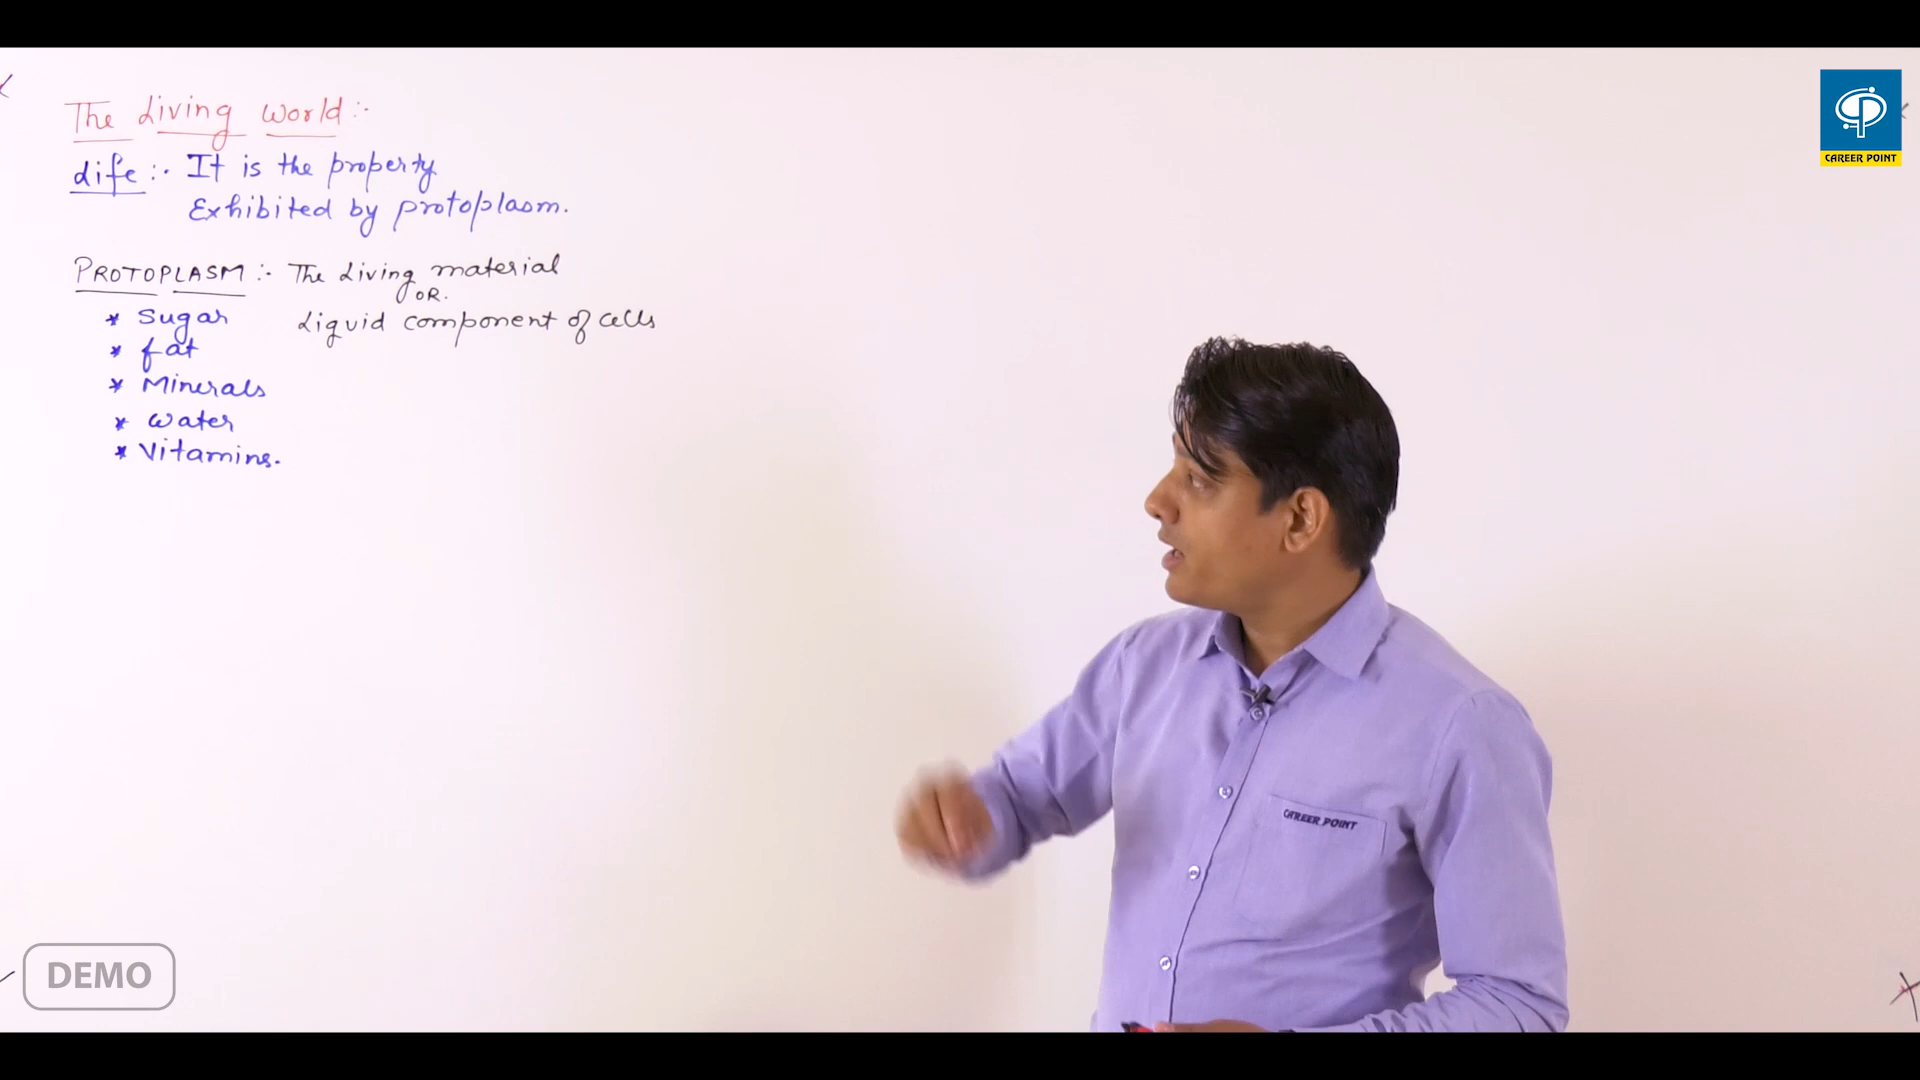 The Living World :-
Life :- It is the property
Exhibited by protoplasm.
PROTOPLASM :- The Living material
OR.
* Sugar Liquid component of cells
* fat
* Minerals
* Water
* Vitamins.
CAREER POINT
CAREER POINT
DEMO